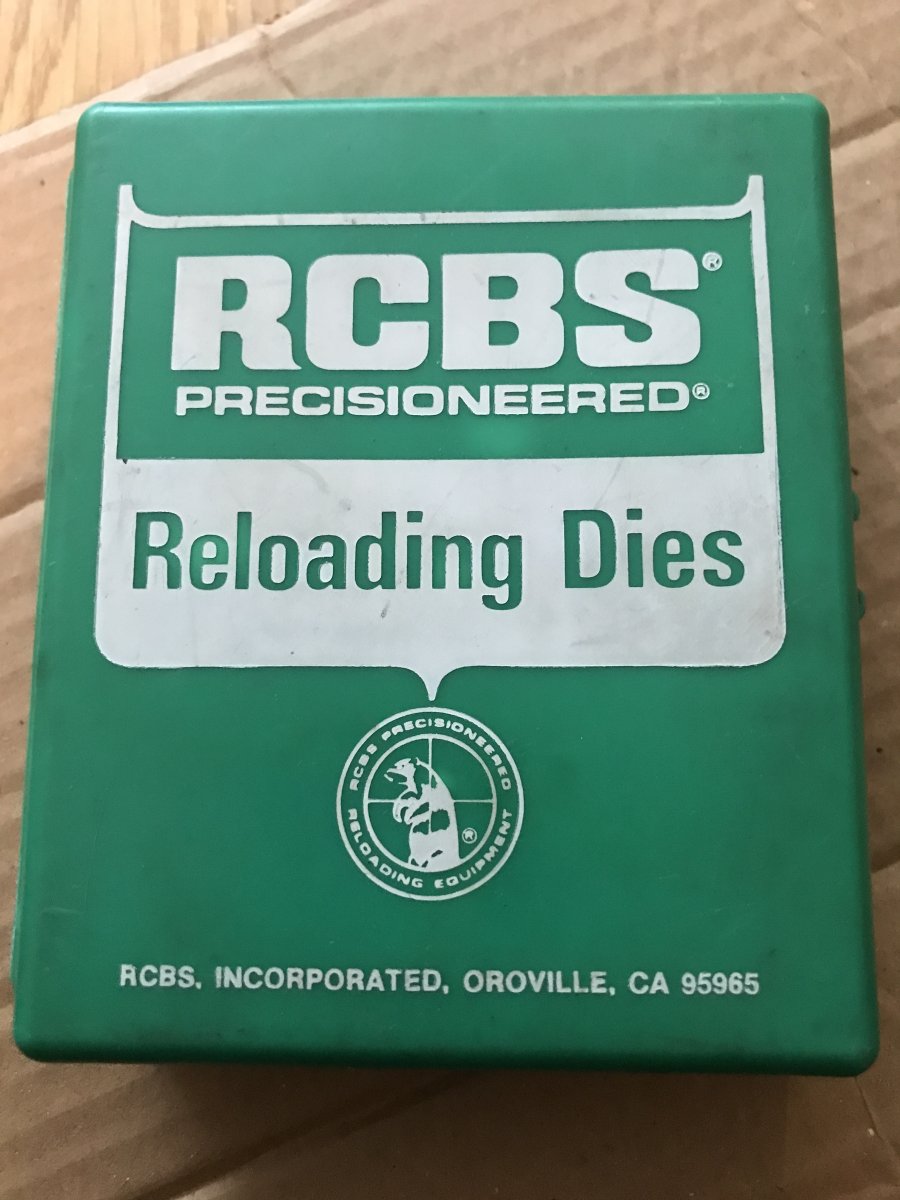 RCBS®
PRECISIONEERED®
Reloading Dies
RCBS PRECISIONEERED
®
RELOADING EQUIPMENT
RCBS, INCORPORATED, OROVILLE, CA 95965